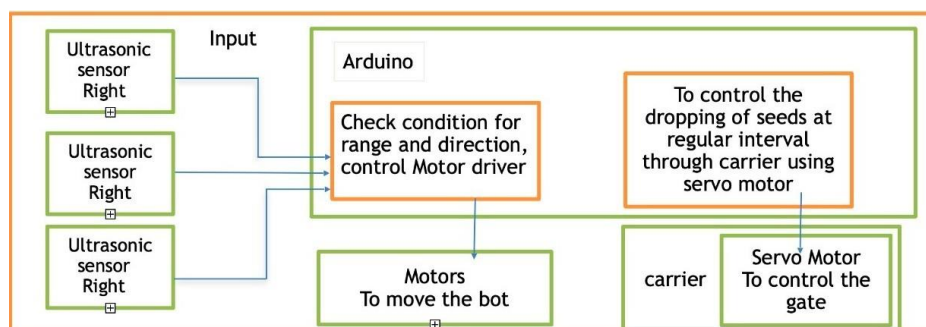 Ultrasonic
sensor
Right
Input
Arduino
Check condition for
range and direction,
control Motor driver
To control the
dropping of seeds at
regular interval
through carrier using
servo motor
Ultrasonic
sensor
Right
Ultrasonic
sensor
Right
Motors
To move the bot
carrier
Servo Motor
To control the
gate